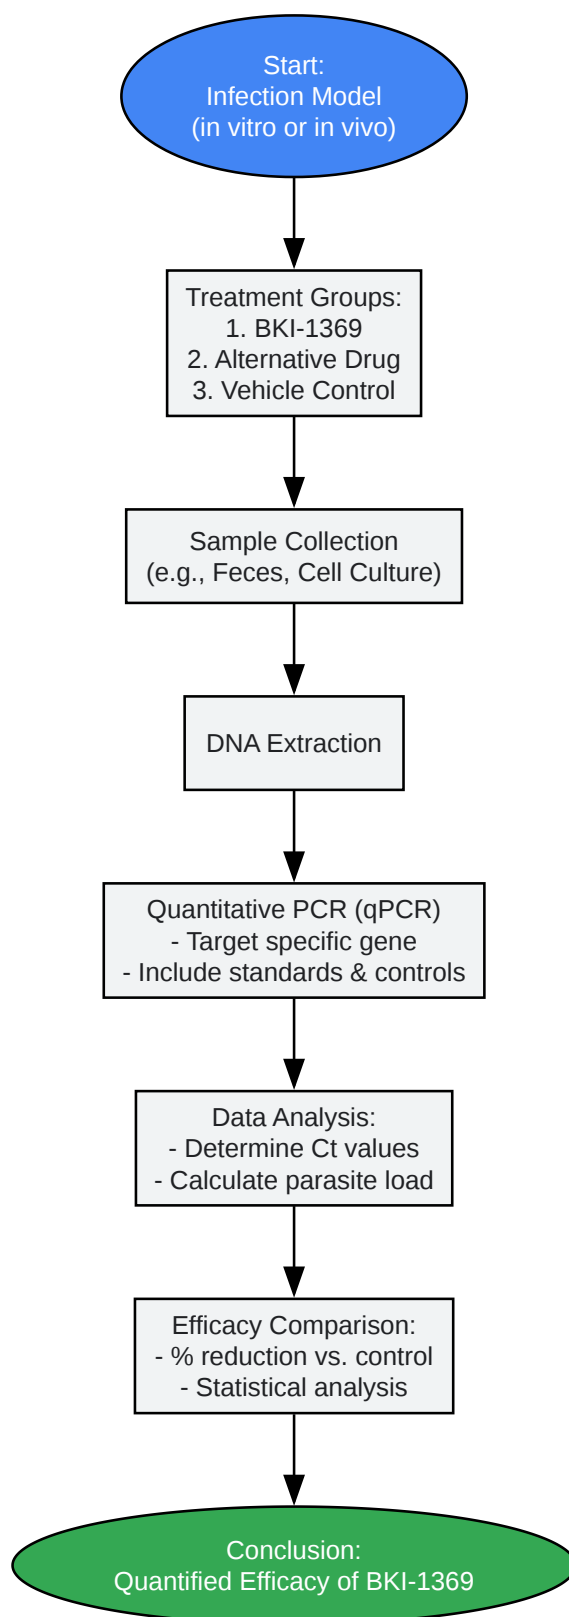 Start:
Infection Model
(in vitro or in vivo)
Treatment Groups:
1. BKI-1369
2. Alternative Drug
3. Vehicle Control
Sample Collection
(e.g., Feces, Cell Culture)
DNA Extraction
Quantitative PCR (qPCR)
- Target specific gene
- Include standards & controls
Data Analysis:
- Determine Ct values
- Calculate parasite load
Efficacy Comparison:
- % reduction vs. control
- Statistical analysis
Conclusion:
Quantified Efficacy of BKI-1369